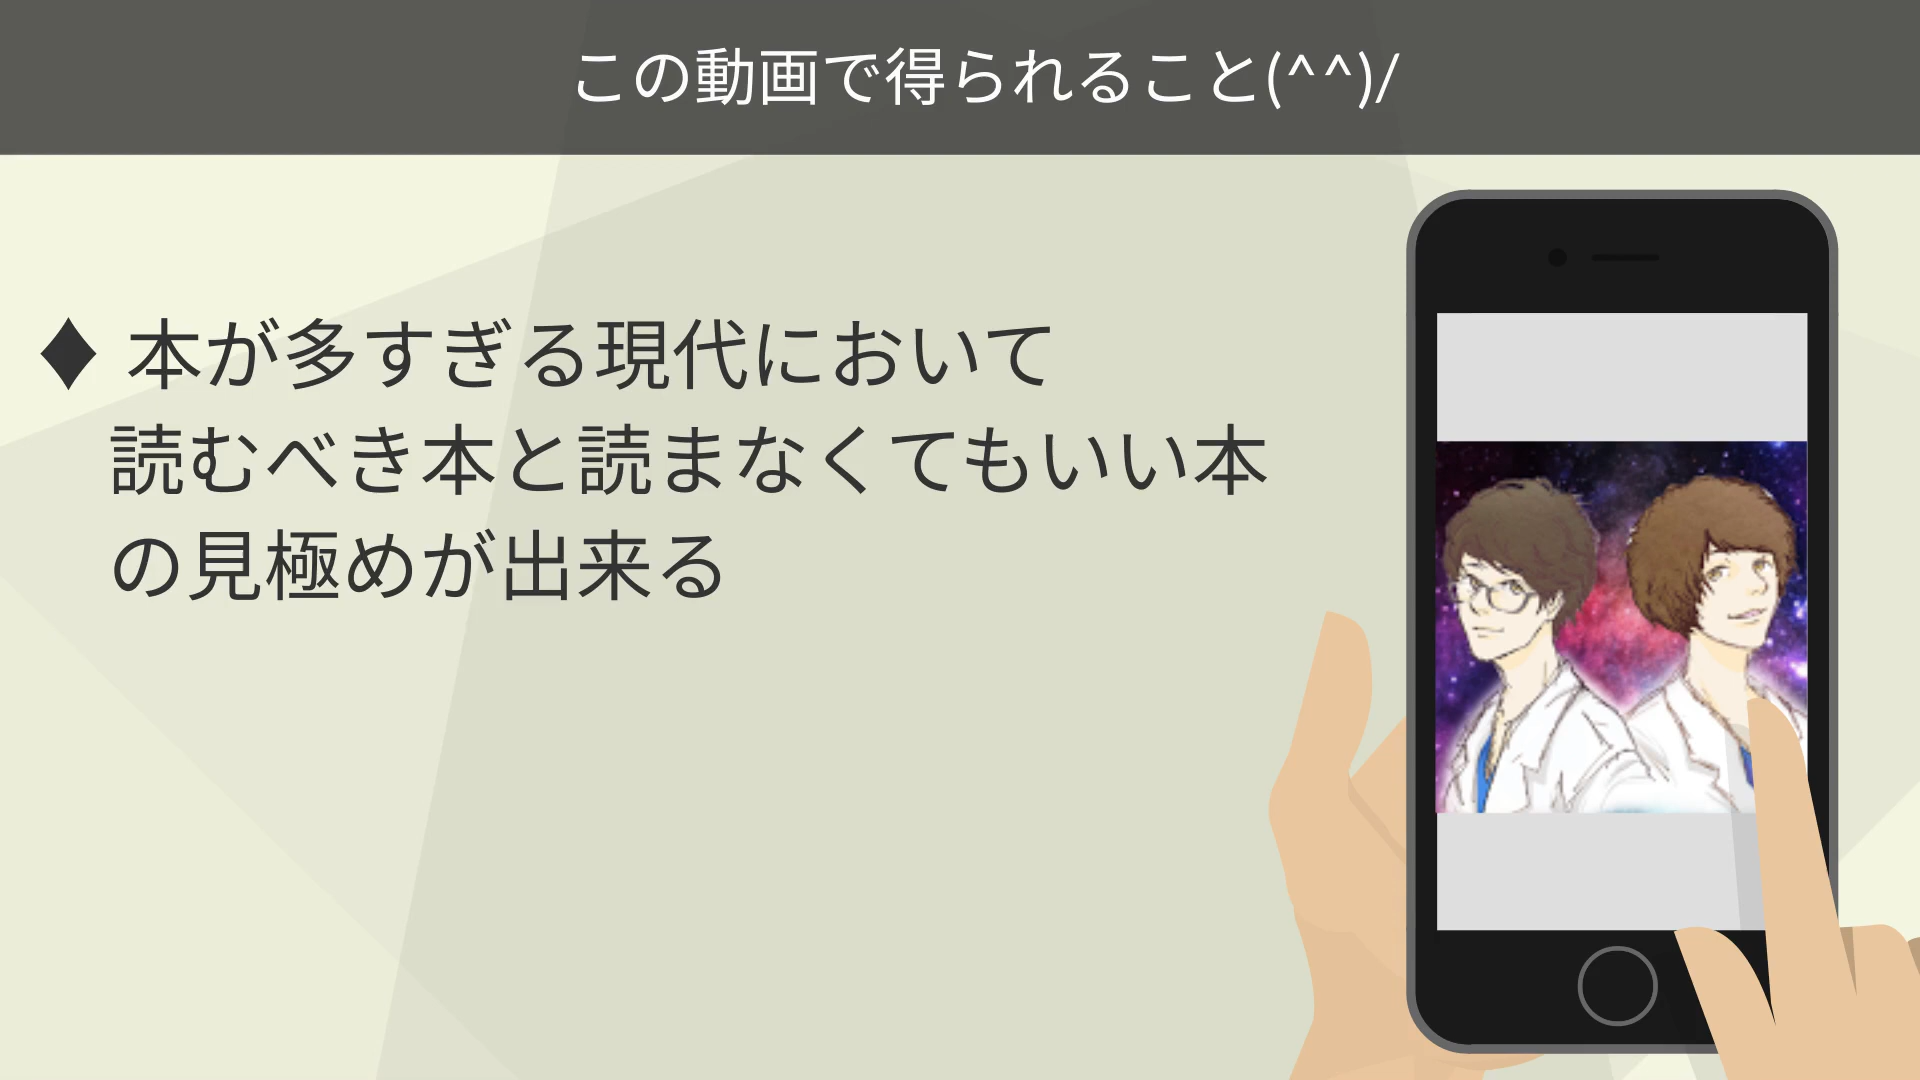 この動画で得られること(^^)/
♦ 本が多すぎる現代において
読むべき本と読まなくてもいい本
の見極めが出来る